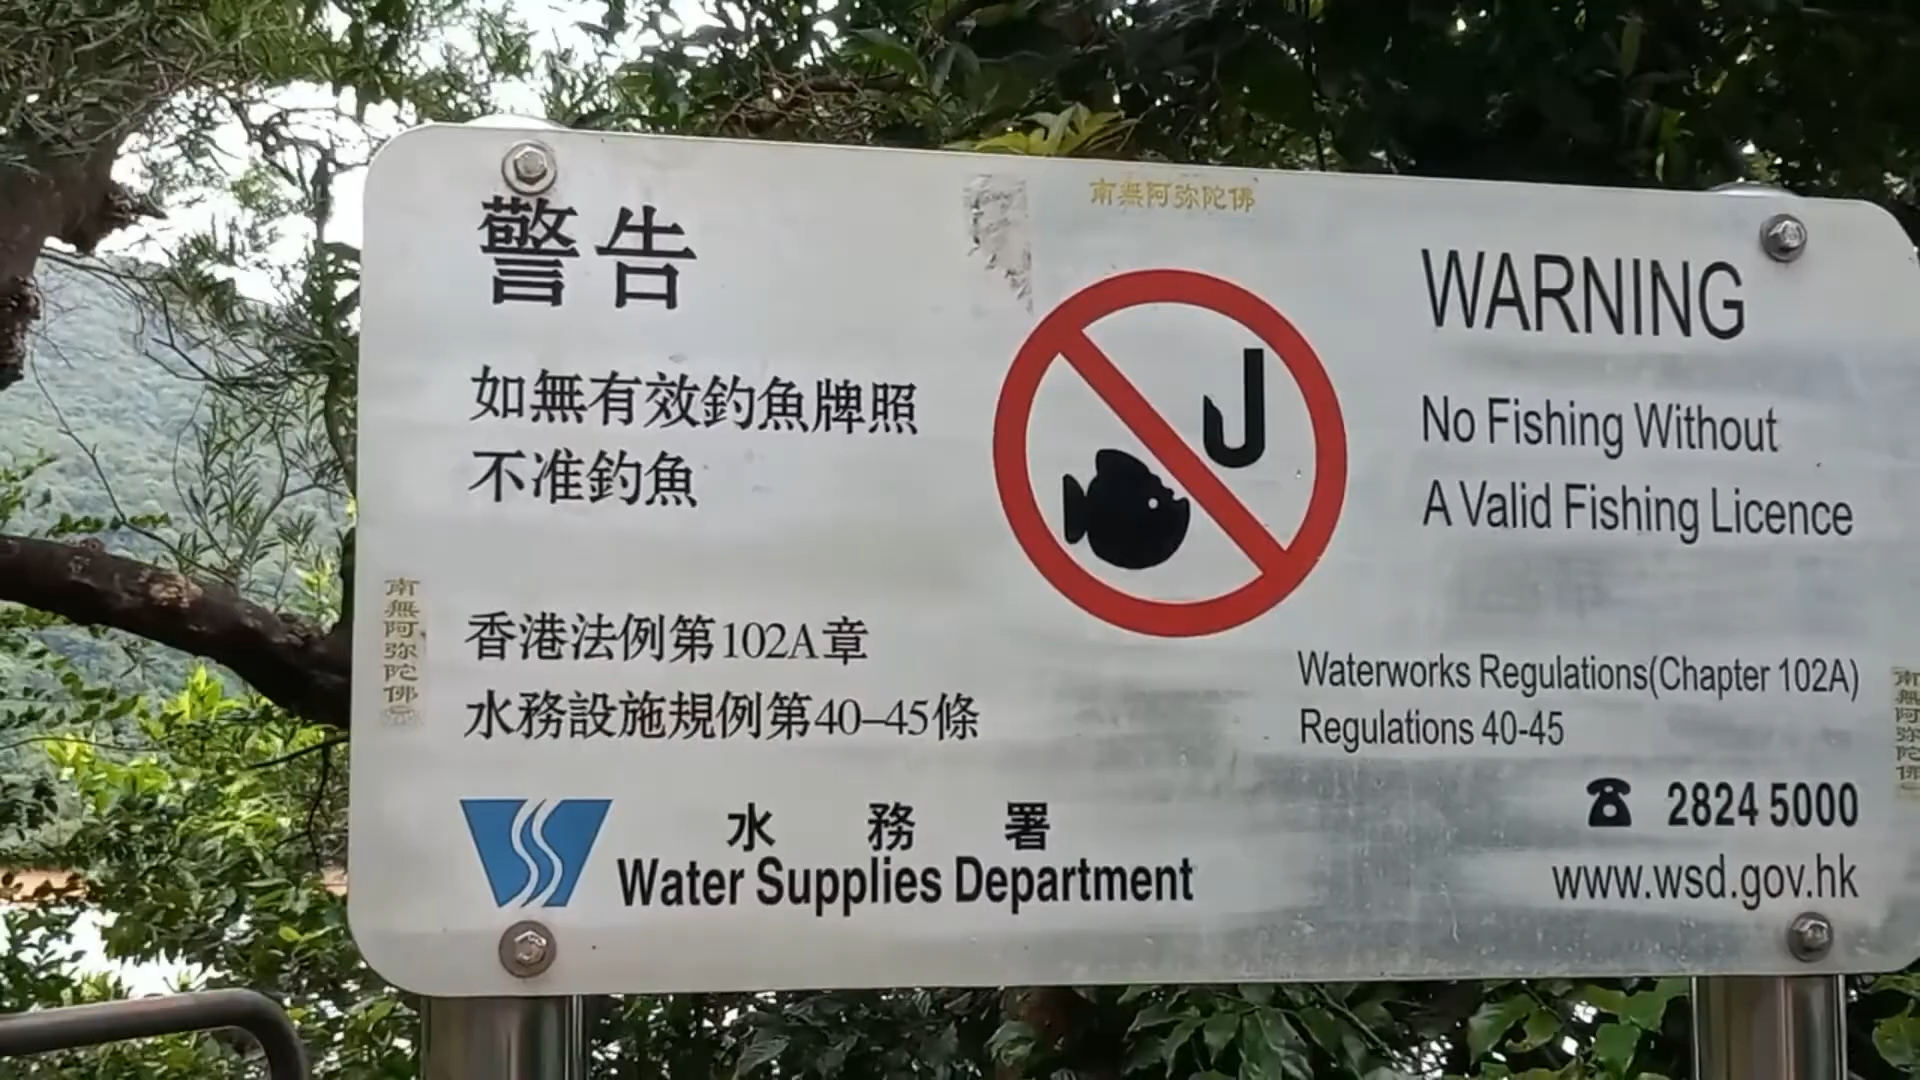 南無阿弥陀佛
警告
如無有效釣魚牌照
不准釣魚
香港法例第102A章
水務設施規例第40–45條
WARNING
No Fishing Without
A Valid Fishing Licence
Waterworks Regulations(Chapter 102A)
Regulations 40-45
水務署
Water Supplies Department
2824 5000
www.wsd.gov.hk
南無阿弥陀佛
南無阿弥陀佛